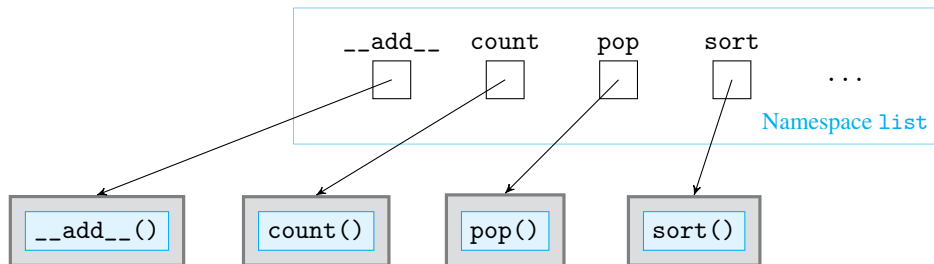 __add__ count pop sort ...
Namespace list
__add__() count() pop() sort()